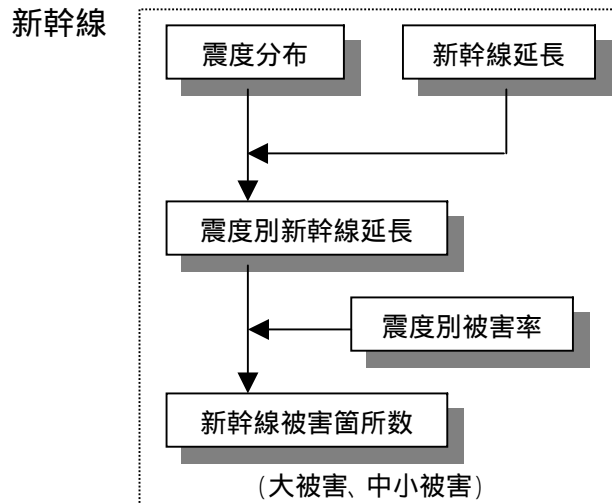 新幹線
震度分布
新幹線延長
震度別新幹線延長
震度別被害率
新幹線被害箇所数
(大被害、中小被害)